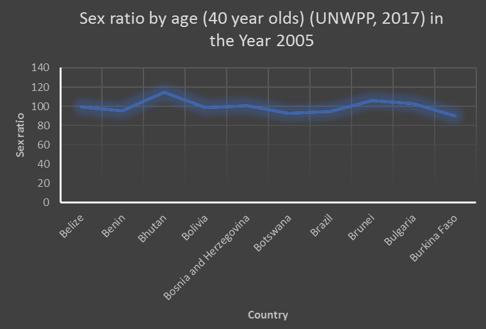 Sex ratio by age (40 year olds) (UNWPP, 2017) in
the Year 2005
140
120
100
80
60
40
20
0
Sex ratio
Belize
Benin
Bhutan
Bolivia
Bosnia and Herzegovina
Botswana
Brazil
Brunei
Bulgaria
Burkina Faso
Country